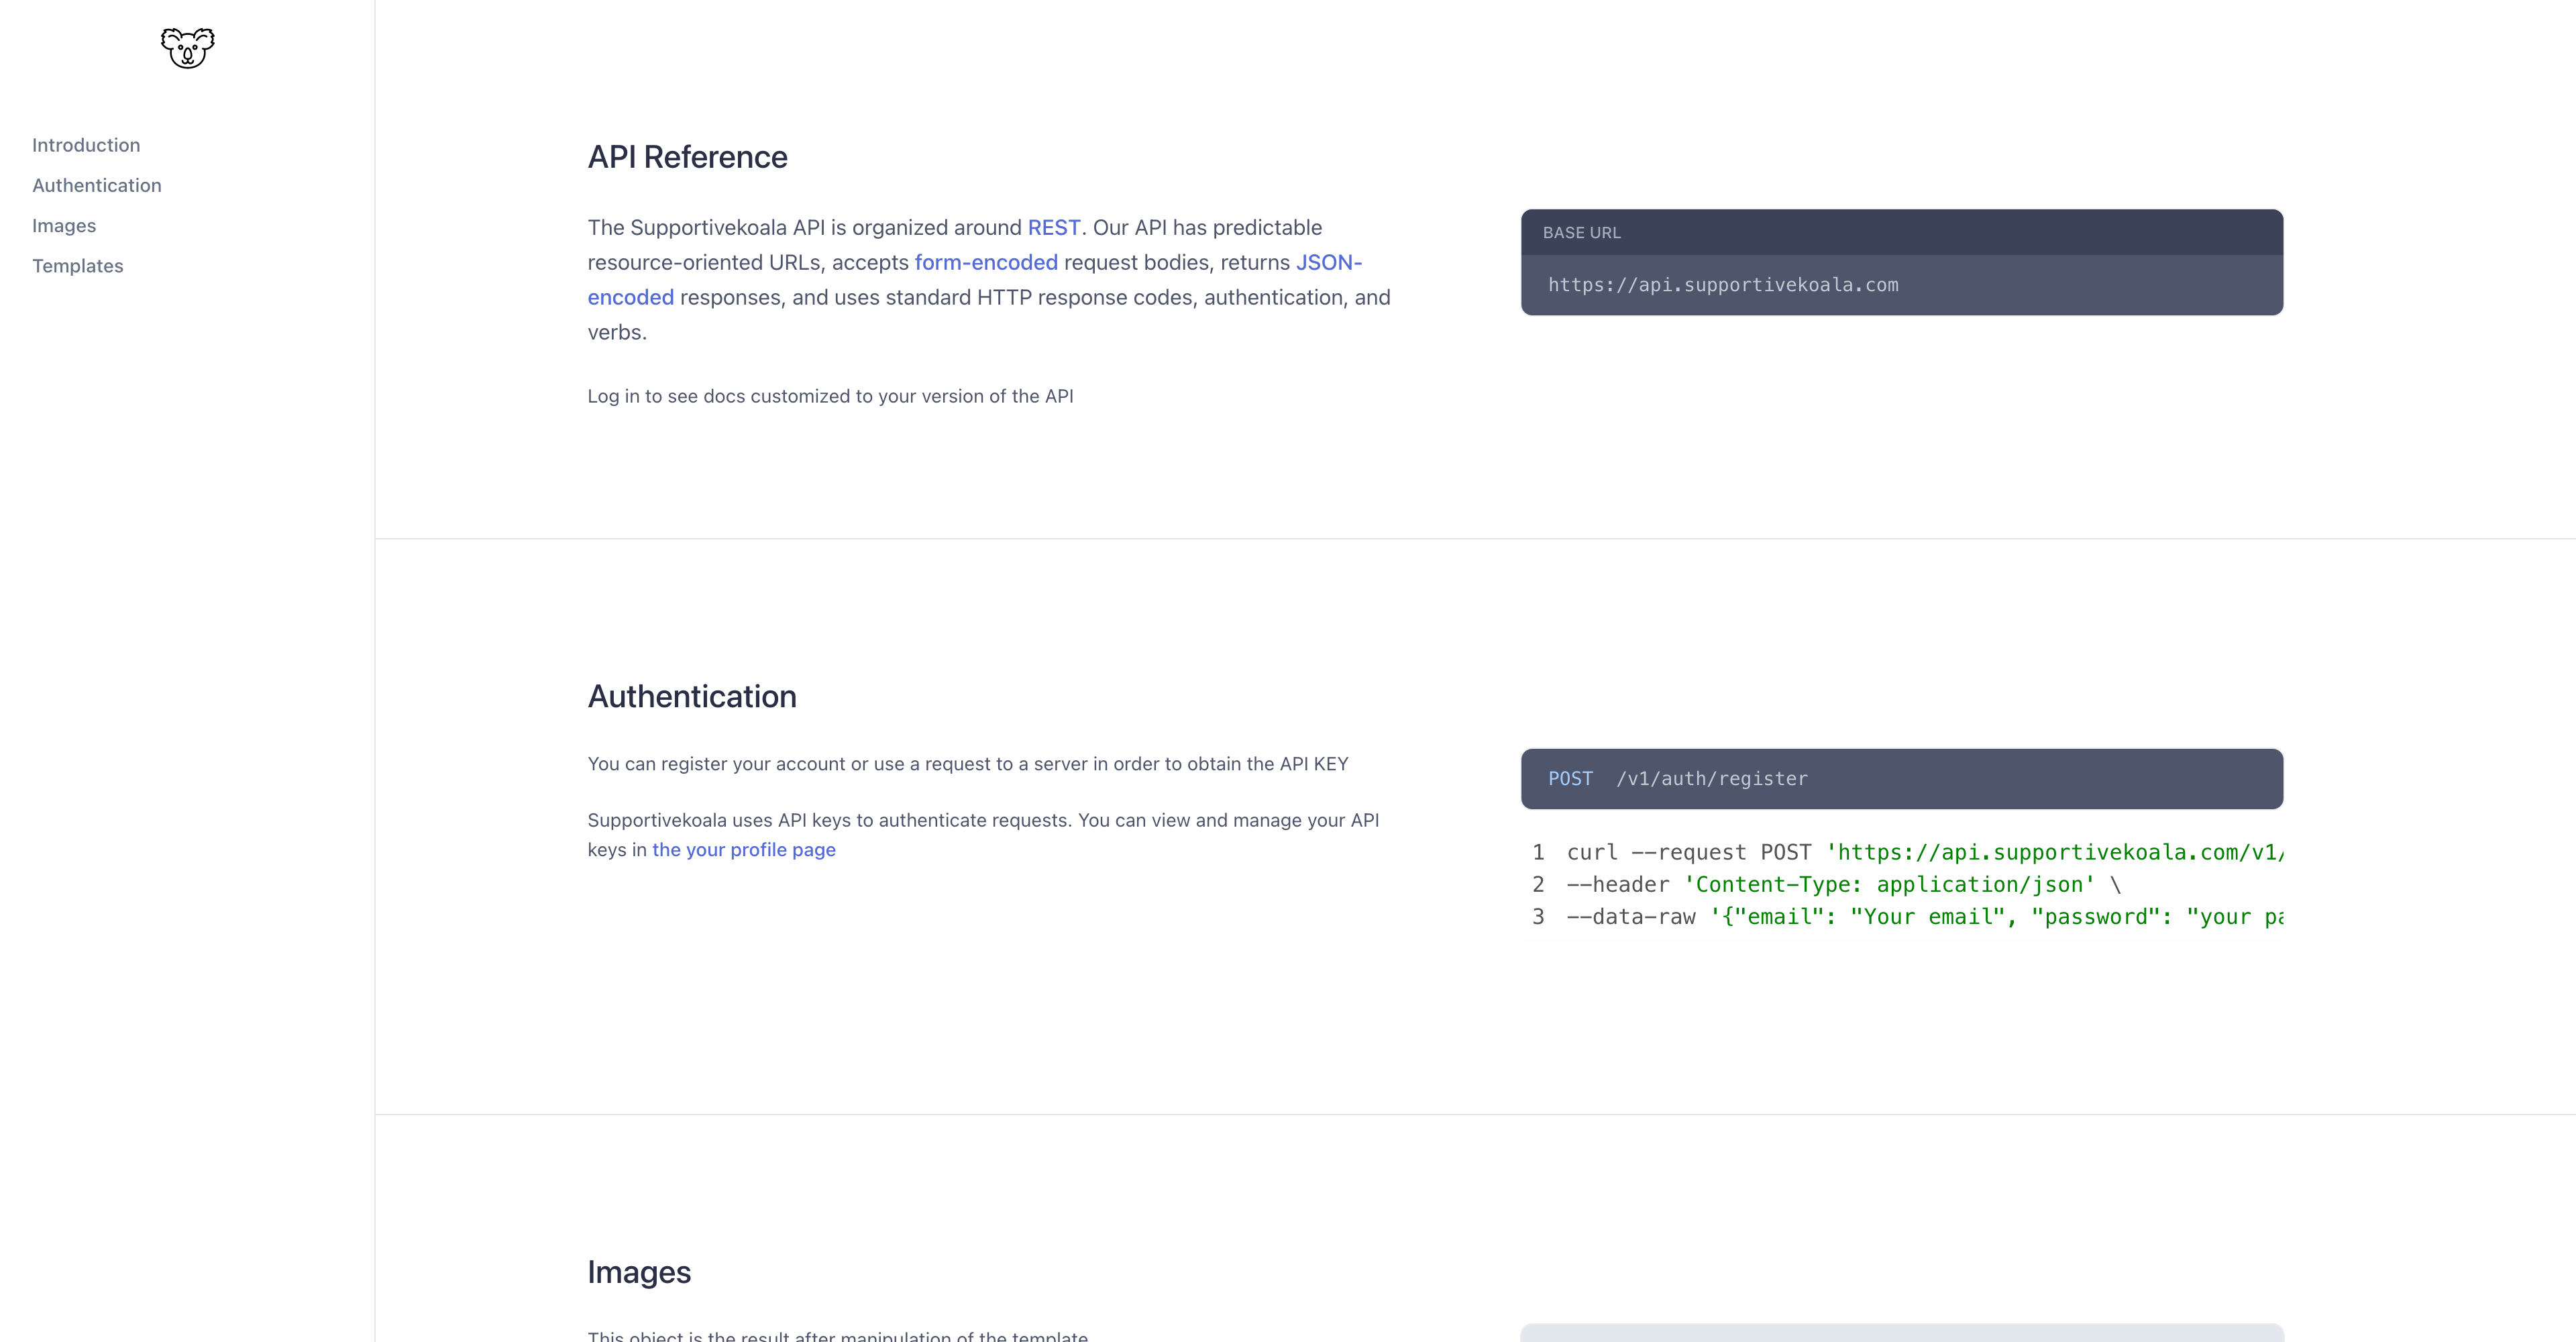 Introduction
Authentication
Images
Templates
API Reference
The Supportivekoala API is organized around REST. Our API has predictable
resource-oriented URLs, accepts form-encoded request bodies, returns JSON-
encoded responses, and uses standard HTTP response codes, authentication, and
verbs.
Log in to see docs customized to your version of the API
BASE URL
https://api.supportivekoala.com
Authentication
You can register your account or use a request to a server in order to obtain the API KEY
Supportivekoala uses API keys to authenticate requests. You can view and manage your API
keys in the your profile page
POST /v1/auth/register
1 curl --request POST 'https://api.supportivekoala.com/v1/
2 --header 'Content-Type: application/json' \
3 --data-raw '{"email": "Your email", "password": "your pa
Images
This object is the result after manipulation of the template